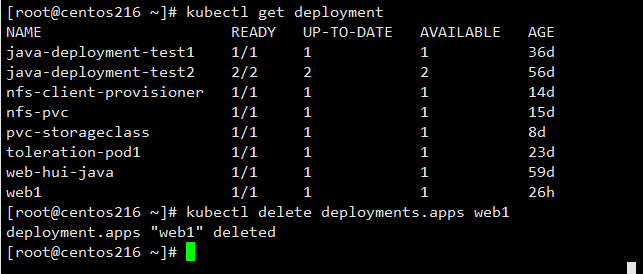 [root@centos216 ~]# kubectl get deployment
NAME READY UP-TO-DATE AVAILABLE AGE
java-deployment-test1 1/1 1 1 36d
java-deployment-test2 2/2 2 2 56d
nfs-client-provisioner 1/1 1 1 14d
nfs-pvc 1/1 1 1 15d
pvc-storageclass 1/1 1 1 8d
toleration-pod1 1/1 1 1 23d
web-hui-java 1/1 1 1 59d
web1 1/1 1 1 26h
[root@centos216 ~]# kubectl delete deployments.apps web1
deployment.apps "web1" deleted
[root@centos216 ~]#